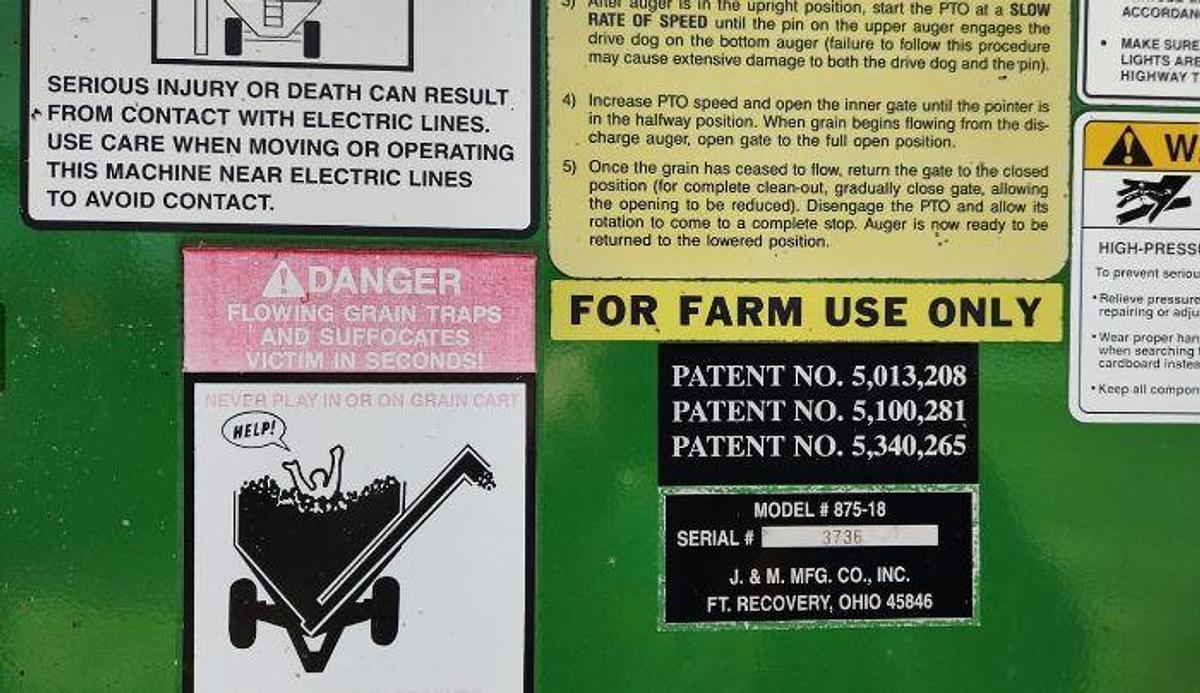 SERIOUS INJURY OR DEATH CAN RESULT
FROM CONTACT WITH ELECTRIC LINES.
USE CARE WHEN MOVING OR OPERATING
THIS MACHINE NEAR ELECTRIC LINES
TO AVOID CONTACT.
DANGER
FLOWING GRAIN TRAPS
AND SUFFOCATES
VICTIM IN SECONDS!
NEVER PLAY IN OR ON GRAIN CART
HELP!
3) After auger is in the upright position, start the PTO at a SLOW
RATE OF SPEED until the pin on the upper auger engages the
drive dog on the bottom auger (failure to follow this procedure
may cause extensive damage to both the drive dog and the pin).
4) Increase PTO speed and open the inner gate until the pointer is
in the halfway position. When grain begins flowing from the dis-
charge auger, open gate to the full open position.
5) Once the grain has ceased to flow, return the gate to the closed
position (for complete clean-out, gradually close gate, allowing
the opening to be reduced). Disengage the PTO and allow its
rotation to come to a complete stop. Auger is now ready to be
returned to the lowered position.
FOR FARM USE ONLY
PATENT NO. 5,013,208
PATENT NO. 5,100,281
PATENT NO. 5,340,265
MODEL # 875-18
SERIAL # 3736
J. & M. MFG. CO., INC.
FT. RECOVERY, OHIO 45846
• MAKE SURE
LIGHTS ARE
HIGHWAY T
HIGH-PRESSU
To prevent seriou
• Relieve pressure
repairing or adju
• Wear proper han
when searching
cardboard instea
• Keep all compon